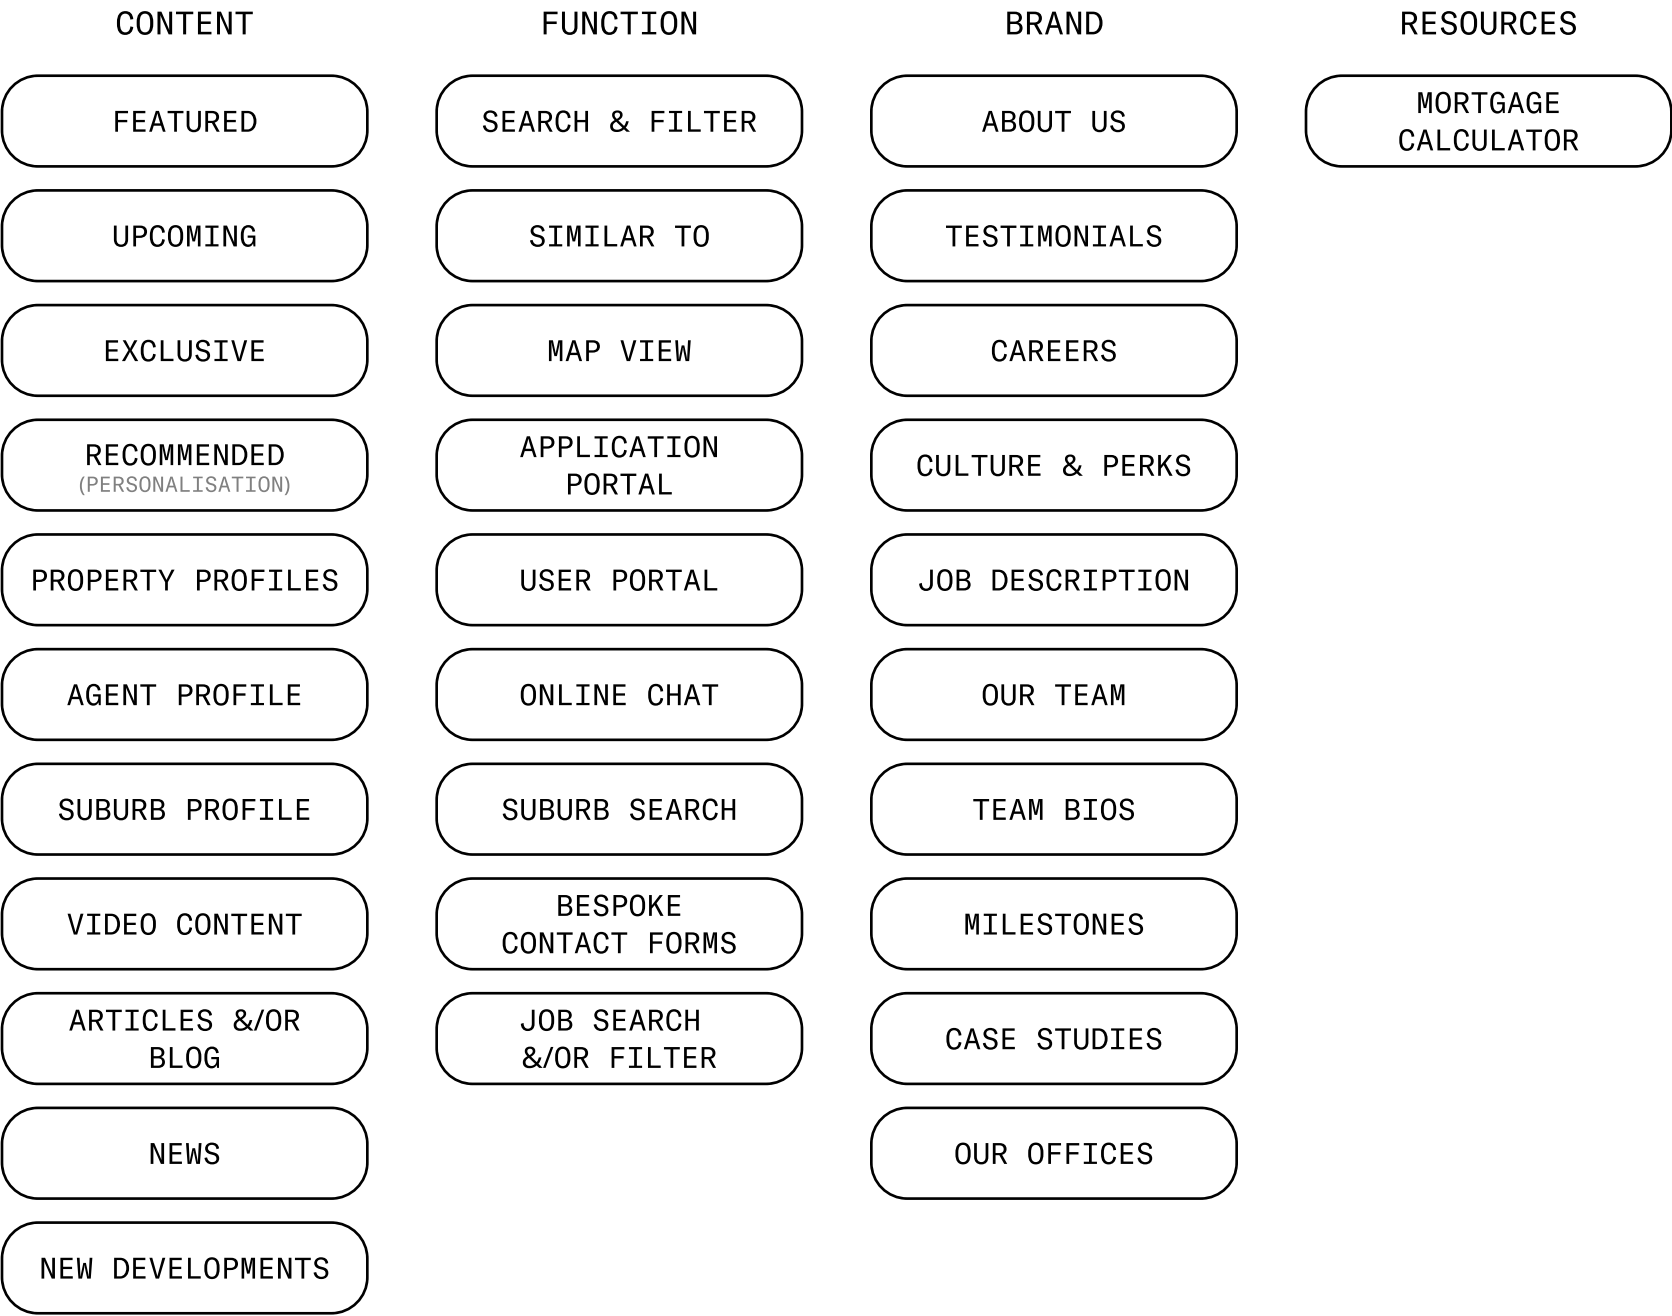 CONTENT
FEATURED
UPCOMING
EXCLUSIVE
RECOMMENDED
(PERSONALISATION)
PROPERTY PROFILES
AGENT PROFILE
SUBURB PROFILE
VIDEO CONTENT
ARTICLES &/OR
BLOG
NEWS
NEW DEVELOPMENTS
FUNCTION
SEARCH & FILTER
SIMILAR TO
MAP VIEW
APPLICATION
PORTAL
USER PORTAL
ONLINE CHAT
SUBURB SEARCH
BESPOKE
CONTACT FORMS
JOB SEARCH
&/OR FILTER
BRAND
ABOUT US
TESTIMONIALS
CAREERS
CULTURE & PERKS
JOB DESCRIPTION
OUR TEAM
TEAM BIOS
MILESTONES
CASE STUDIES
OUR OFFICES
RESOURCES
MORTGAGE
CALCULATOR